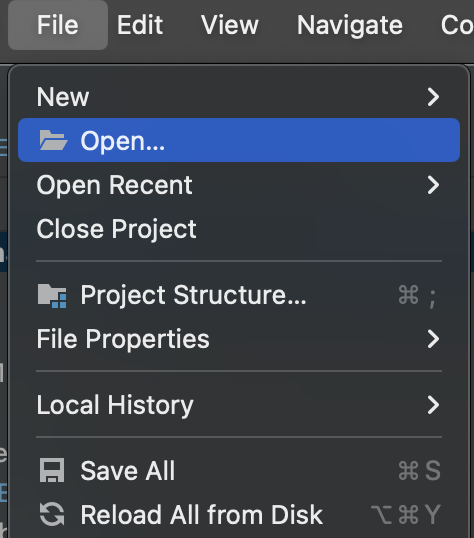 File Edit View Navigate Co
New
Open...
Open Recent
Close Project
Project Structure... ⌘ ;
File Properties
Local History
Save All ⌘ S
Reload All from Disk ⌥ ⌘ Y